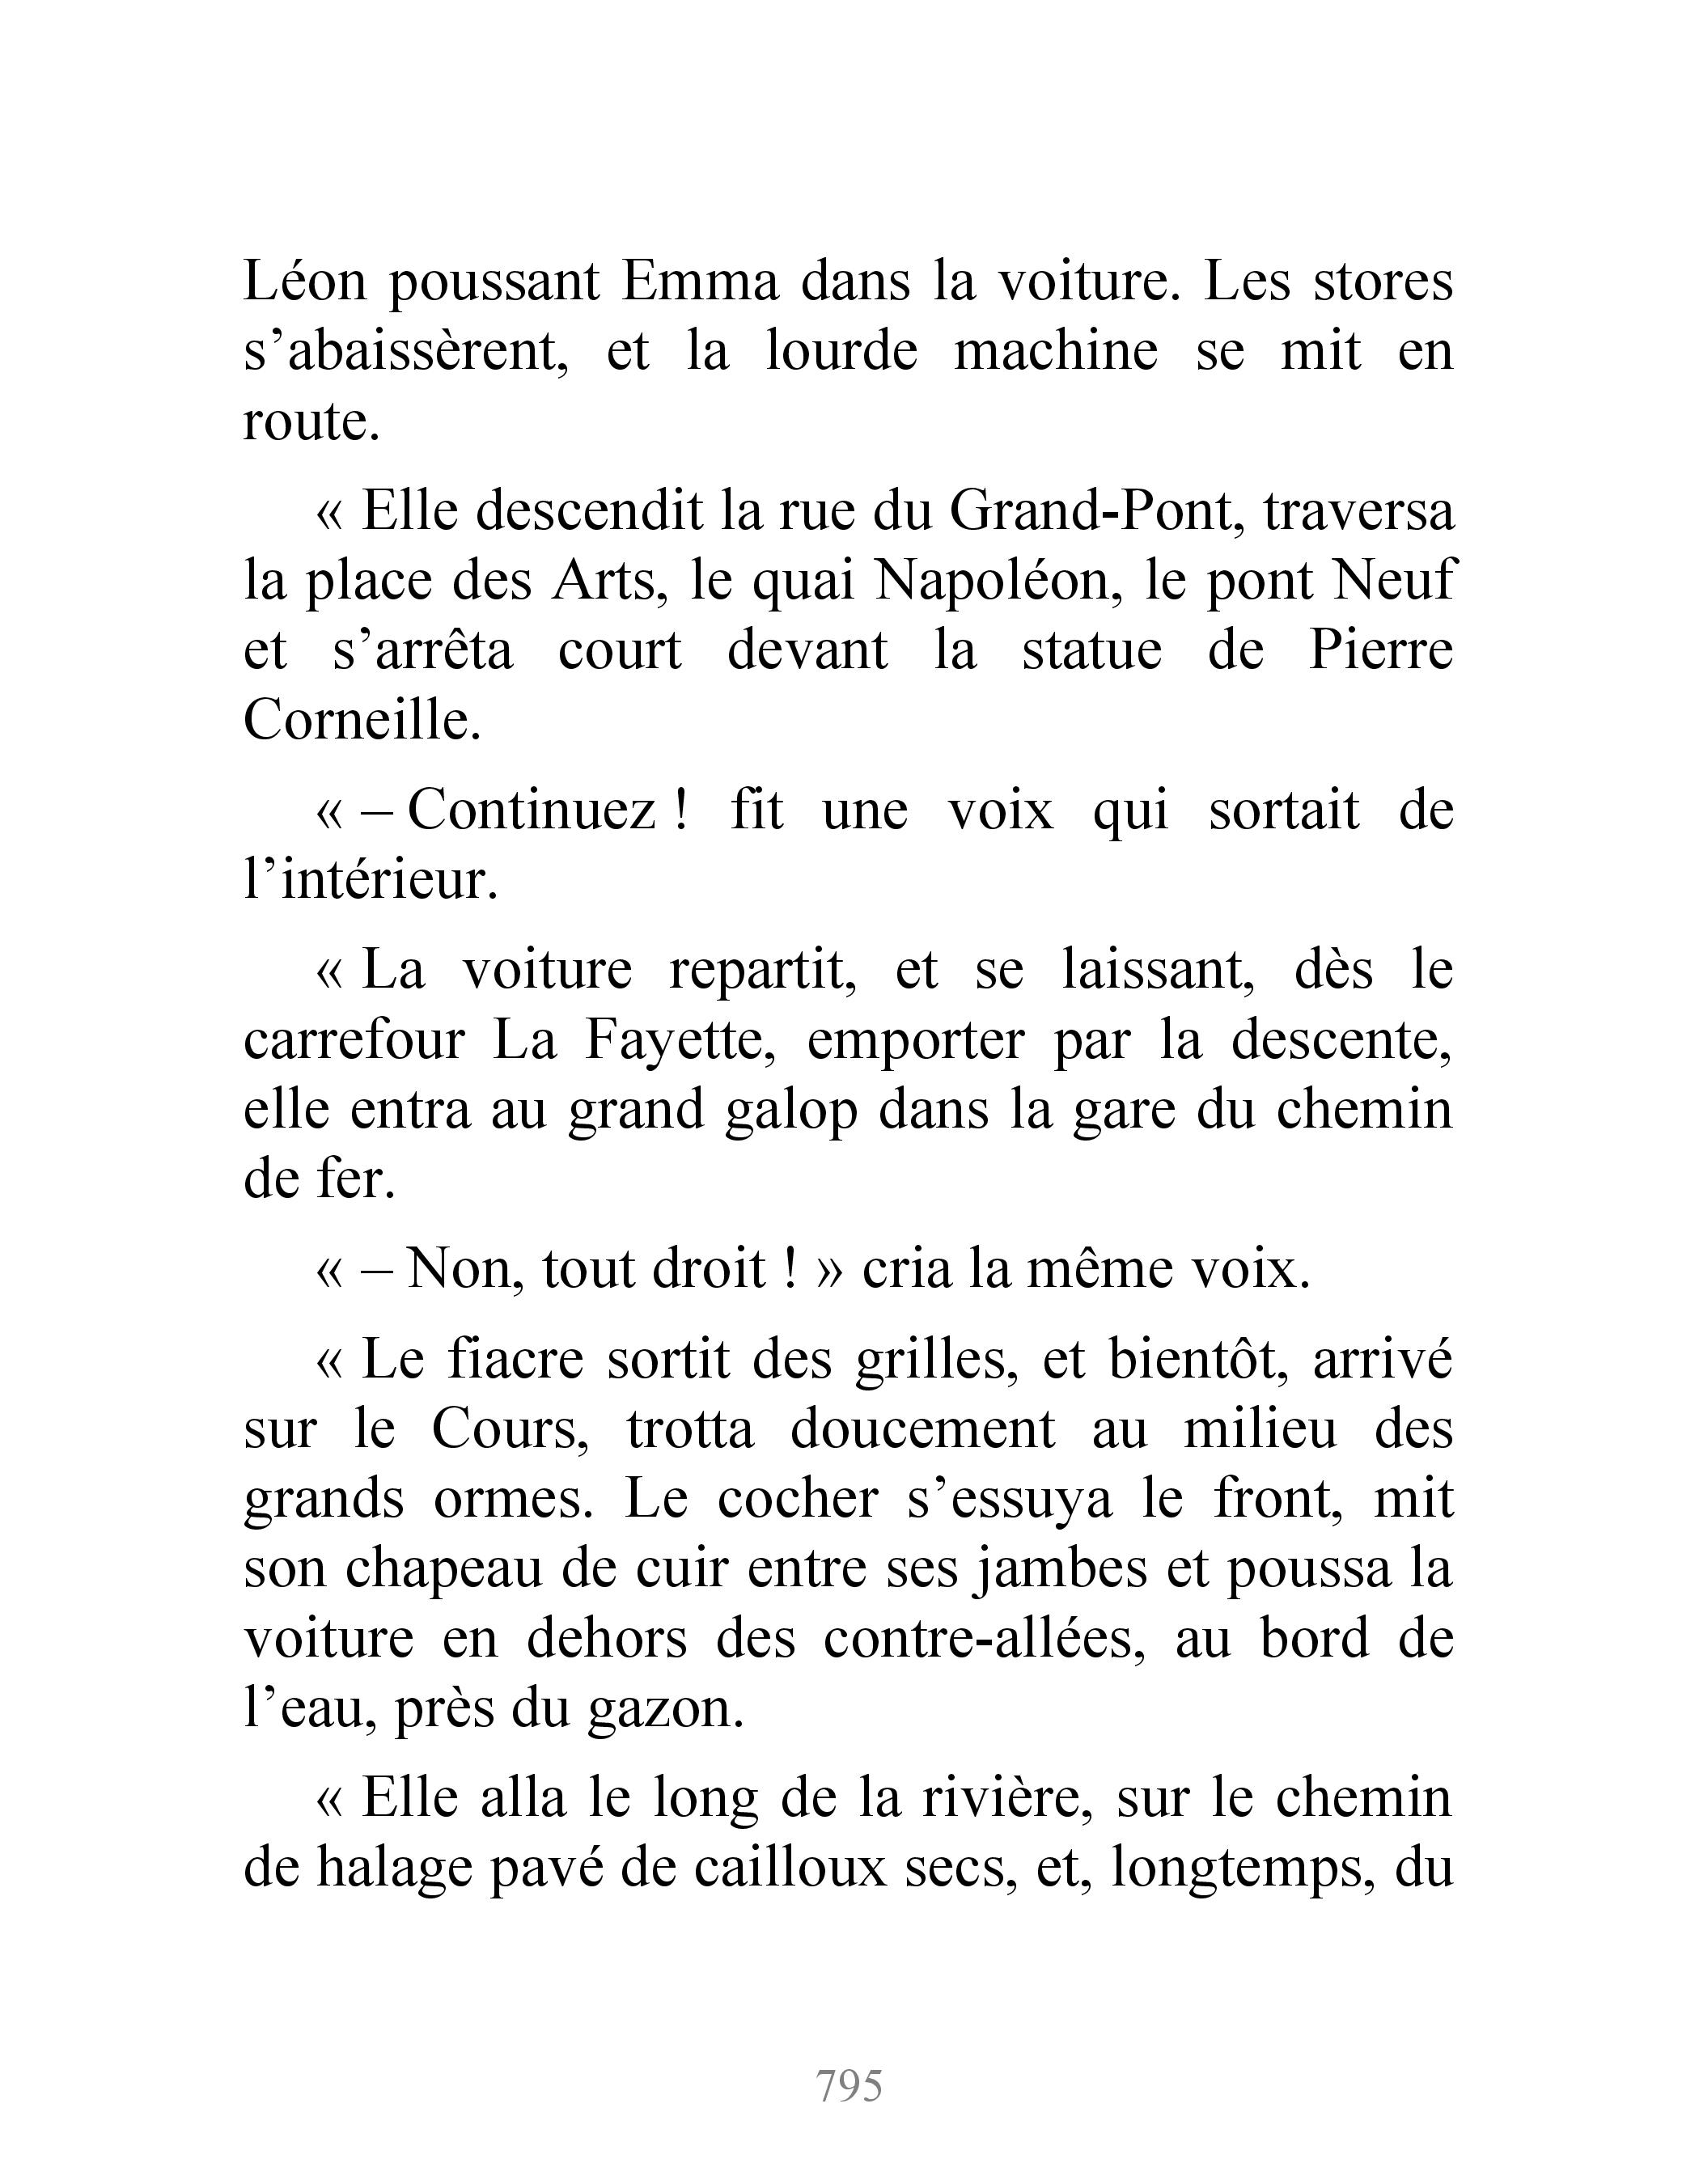 Léon poussant Emma dans la voiture. Les stores
s’abaissèrent, et la lourde machine se mit en
route.
« Elle descendit la rue du Grand-Pont, traversa
la place des Arts, le quai Napoléon, le pont Neuf
et s’arrêta court devant la statue de Pierre
Corneille.
« – Continuez ! fit une voix qui sortait de
l’intérieur.
« La voiture repartit, et se laissant, dès le
carrefour La Fayette, emporter par la descente,
elle entra au grand galop dans la gare du chemin
de fer.
« – Non, tout droit ! » cria la même voix.
« Le fiacre sortit des grilles, et bientôt, arrivé
sur le Cours, trotta doucement au milieu des
grands ormes. Le cocher s’essuya le front, mit
son chapeau de cuir entre ses jambes et poussa la
voiture en dehors des contre-allées, au bord de
l’eau, près du gazon.
« Elle alla le long de la rivière, sur le chemin
de halage pavé de cailloux secs, et, longtemps, du
795